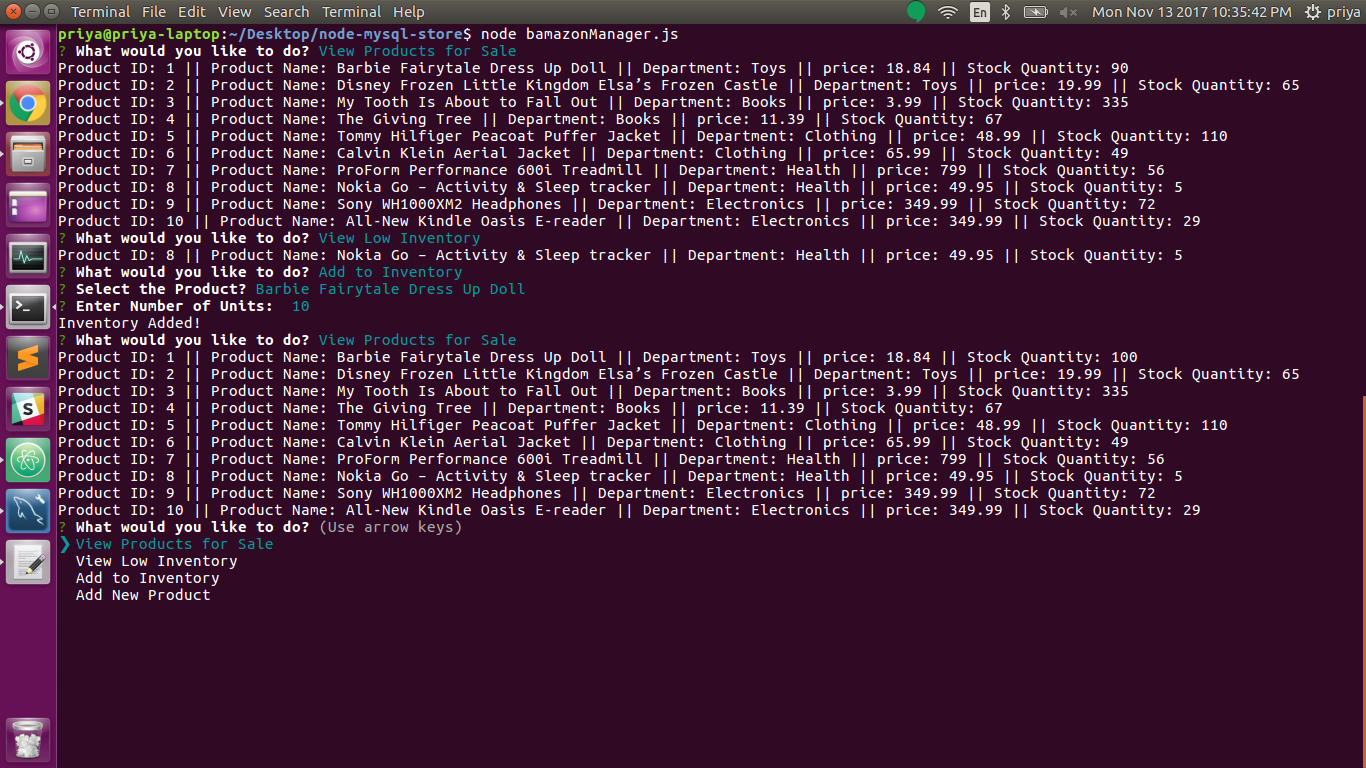 Terminal File Edit View Search Terminal Help En Mon Nov 13 2017 10:35:42 PM priya
priya@priya-laptop:~/Desktop/node-mysql-store$ node bamazonManager.js
? What would you like to do? View Products for Sale
Product ID: 1 || Product Name: Barbie Fairytale Dress Up Doll || Department: Toys || price: 18.84 || Stock Quantity: 90
Product ID: 2 || Product Name: Disney Frozen Little Kingdom Elsa’s Frozen Castle || Department: Toys || price: 19.99 || Stock Quantity: 65
Product ID: 3 || Product Name: My Tooth Is About to Fall Out || Department: Books || price: 3.99 || Stock Quantity: 335
Product ID: 4 || Product Name: The Giving Tree || Department: Books || price: 11.39 || Stock Quantity: 67
Product ID: 5 || Product Name: Tommy Hilfiger Peacoat Puffer Jacket || Department: Clothing || price: 48.99 || Stock Quantity: 110
Product ID: 6 || Product Name: Calvin Klein Aerial Jacket || Department: Clothing || price: 65.99 || Stock Quantity: 49
Product ID: 7 || Product Name: ProForm Performance 600i Treadmill || Department: Health || price: 799 || Stock Quantity: 56
Product ID: 8 || Product Name: Nokia Go – Activity & Sleep tracker || Department: Health || price: 49.95 || Stock Quantity: 5
Product ID: 9 || Product Name: Sony WH1000XM2 Headphones || Department: Electronics || price: 349.99 || Stock Quantity: 72
Product ID: 10 || Product Name: All-New Kindle Oasis E-reader || Department: Electronics || price: 349.99 || Stock Quantity: 29
? What would you like to do? View Low Inventory
Product ID: 8 || Product Name: Nokia Go – Activity & Sleep tracker || Department: Health || price: 49.95 || Stock Quantity: 5
? What would you like to do? Add to Inventory
? Select the Product? Barbie Fairytale Dress Up Doll
? Enter Number of Units:  10
Inventory Added!
? What would you like to do? View Products for Sale
Product ID: 1 || Product Name: Barbie Fairytale Dress Up Doll || Department: Toys || price: 18.84 || Stock Quantity: 100
Product ID: 2 || Product Name: Disney Frozen Little Kingdom Elsa’s Frozen Castle || Department: Toys || price: 19.99 || Stock Quantity: 65
Product ID: 3 || Product Name: My Tooth Is About to Fall Out || Department: Books || price: 3.99 || Stock Quantity: 335
Product ID: 4 || Product Name: The Giving Tree || Department: Books || price: 11.39 || Stock Quantity: 67
Product ID: 5 || Product Name: Tommy Hilfiger Peacoat Puffer Jacket || Department: Clothing || price: 48.99 || Stock Quantity: 110
Product ID: 6 || Product Name: Calvin Klein Aerial Jacket || Department: Clothing || price: 65.99 || Stock Quantity: 49
Product ID: 7 || Product Name: ProForm Performance 600i Treadmill || Department: Health || price: 799 || Stock Quantity: 56
Product ID: 8 || Product Name: Nokia Go – Activity & Sleep tracker || Department: Health || price: 49.95 || Stock Quantity: 5
Product ID: 9 || Product Name: Sony WH1000XM2 Headphones || Department: Electronics || price: 349.99 || Stock Quantity: 72
Product ID: 10 || Product Name: All-New Kindle Oasis E-reader || Department: Electronics || price: 349.99 || Stock Quantity: 29
? What would you like to do? (Use arrow keys)
❯ View Products for Sale
View Low Inventory
Add to Inventory
Add New Product